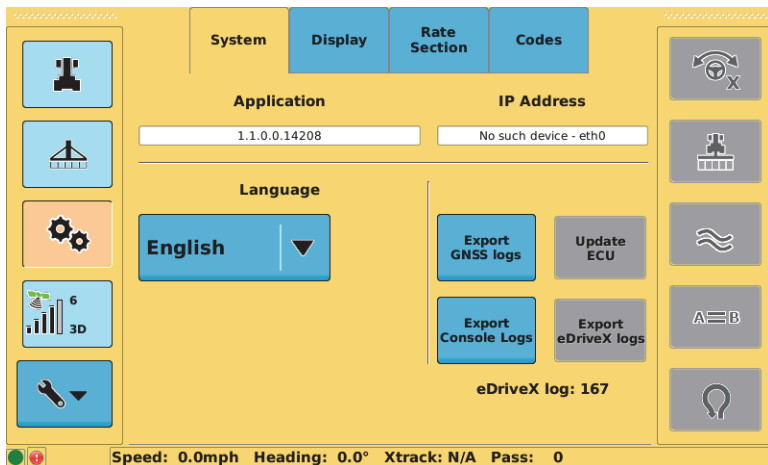 System Display Rate Section Codes
Application IP Address
1.1.0.0.14208 No such device - eth0
Language
English
Export GNSS logs Update ECU
Export Console Logs Export eDriveX logs
eDriveX log: 167
6
3D
X
A B
Speed: 0.0mph Heading: 0.0° Xtrack: N/A Pass: 0